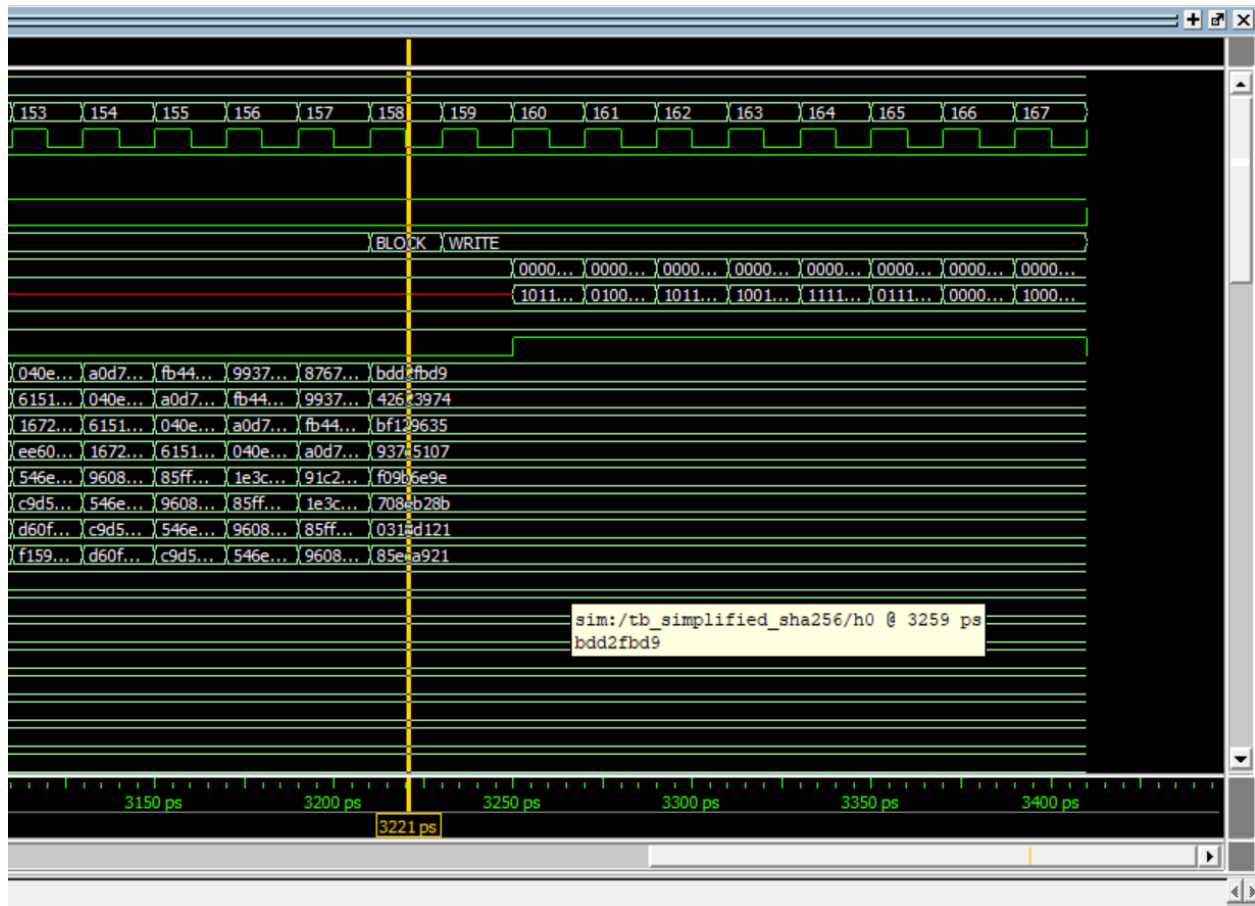 153 154 155 156 157 158 159 160 161 162 163 164 165 166 167
BLOCK WRITE
0000... 0000... 0000... 0000... 0000... 0000... 0000... 0000...
1011... 0100... 1011... 1001... 1111... 0111... 0000... 1000...
040e... a0d7... fb44... 9937... 8767... bdd2fbd9
6151... 040e... a0d7... fb44... 9937...
1672... 6151... 040e... a0d7... fb44...
ee60... 1672... 6151... 040e... a0d7...
546e... 9608... 85ff... 1e3c... 91c2...
c9d5... 546e... 9608... 85ff... 1e3c...
d60f... c9d5... 546e... 9608... 85ff...
f159... d60f... c9d5... 546e... 9608...
sim:/tb_simplified_sha256/h0 @ 3259 ps
bdd2fbd9
3150 ps 3200 ps 3250 ps 3300 ps 3350 ps 3400 ps
3221 ps